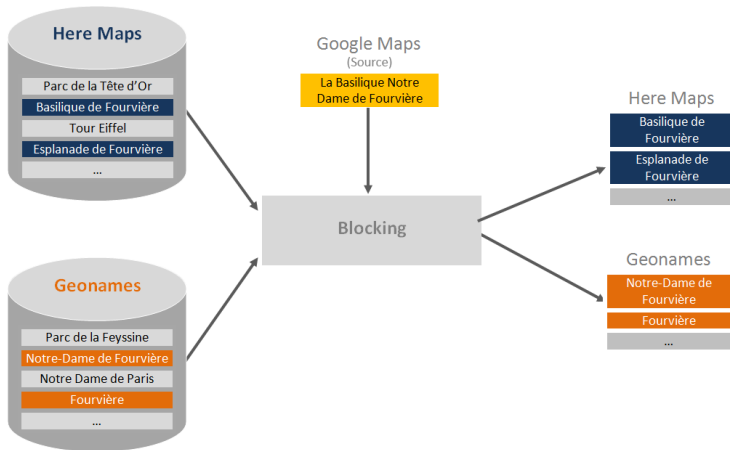 Here Maps
Parc de la Tête d’Or
Basilique de Fourvière
Tour Eiffel
Esplanade de Fourvière
...
Geonames
Parc de la Feyssine
Notre-Dame de Fourvière
Notre Dame de Paris
Fourvière
...
Google Maps
(Source)
La Basilique Notre
Dame de Fourvière
Blocking
Here Maps
Basilique de
Fourvière
Esplanade de
Fourvière
...
Geonames
Notre-Dame de
Fourvière
Fourvière
...